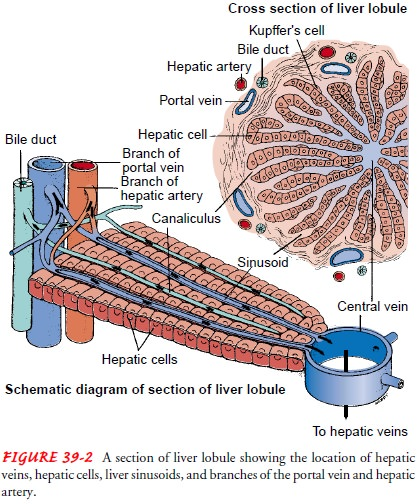 Cross section of liver lobule
Kupffer's cell
Bile duct
Hepatic artery
Portal vein
Hepatic cell
Bile duct
Branch of
portal vein
Branch of
hepatic artery
Canaliculus
Sinusoid
Central vein
Hepatic cells
Schematic diagram of section of liver lobule
To hepatic veins
FIGURE 39-2 A section of liver lobule showing the location of hepatic
veins, hepatic cells, liver sinusoids, and branches of the portal vein and hepatic
artery.